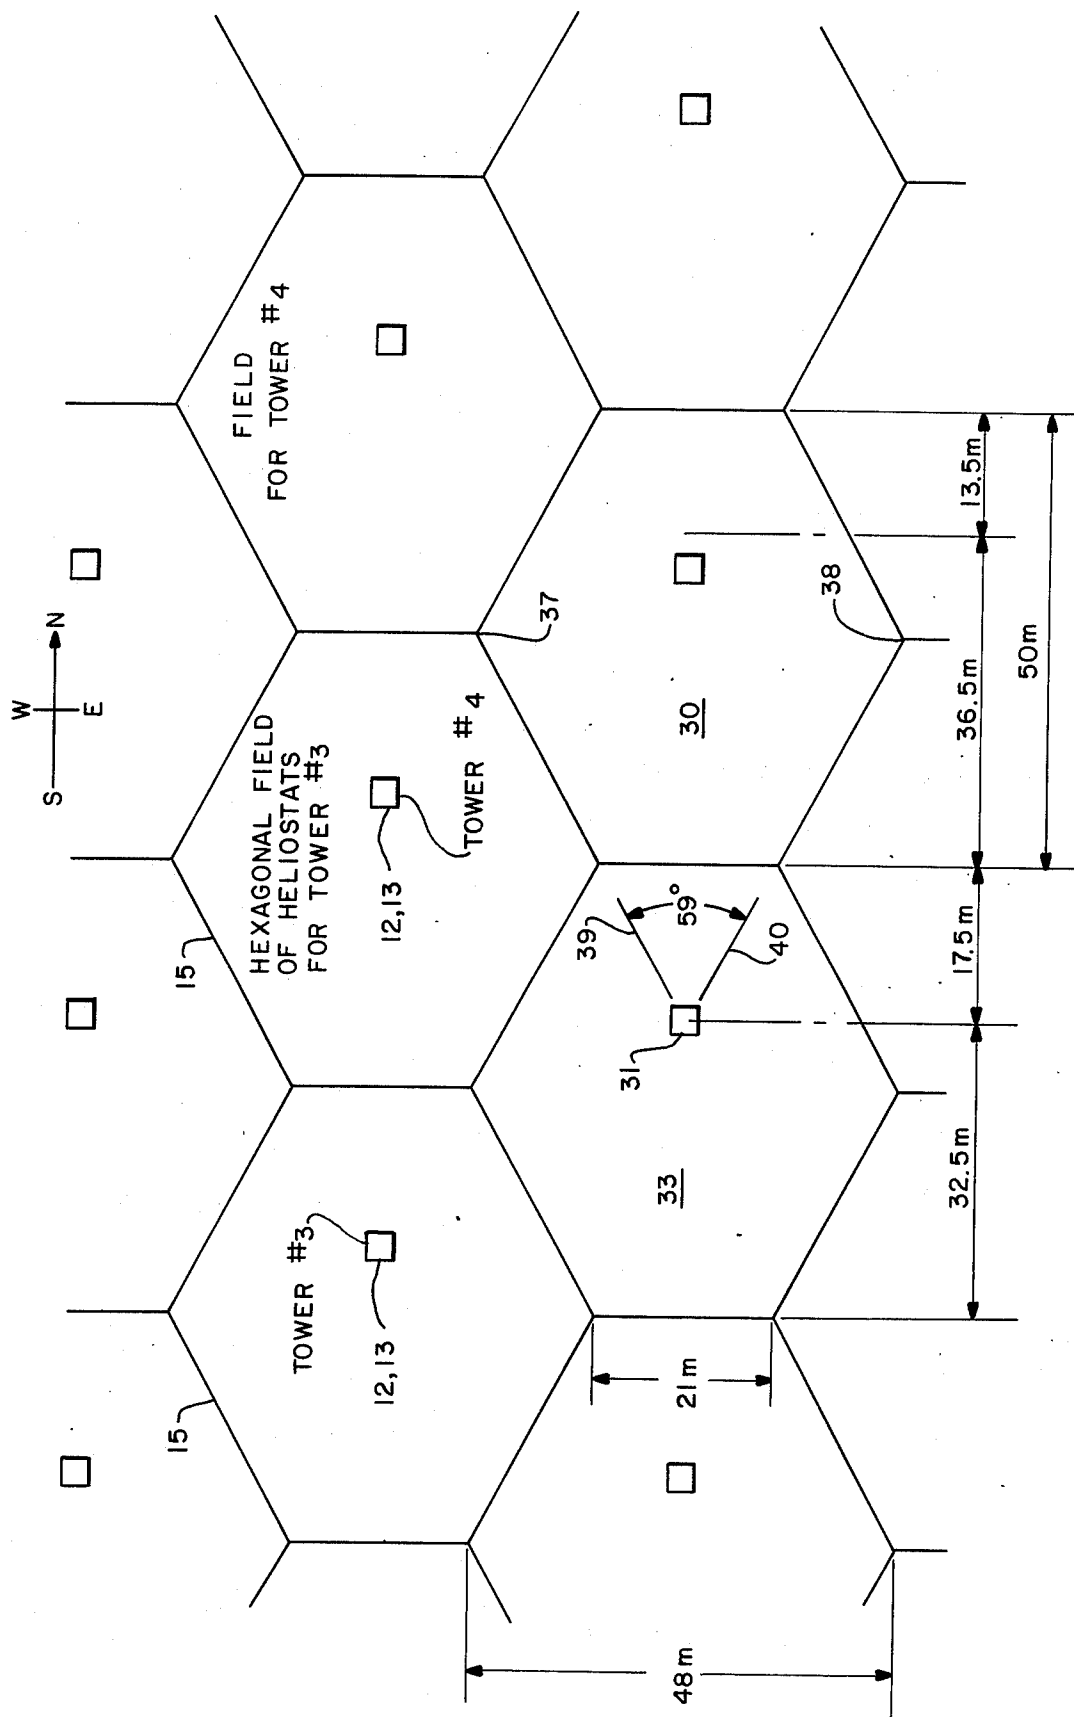 W
S
N
E
FIELD
FOR TOWER #4
HEXAGONAL FIELD
OF HELIOSTATS
FOR TOWER #3
15
TOWER #4
12,13
37
15
TOWER #3
12,13
30
38
39
59°
40
31
33
21m
48m
32.5m
17.5m
36.5m
13.5m
50m